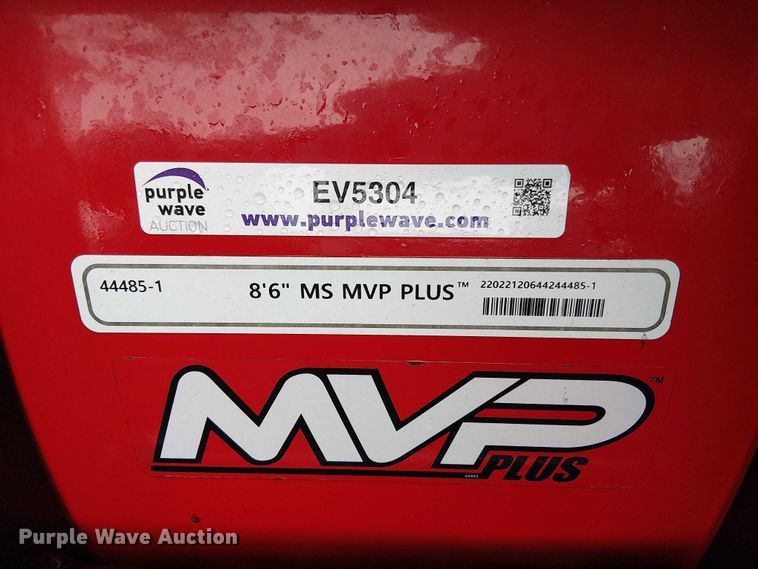 purple
wave
AUCTION
EV5304
www.purplewave.com
44485-1
8'6" MS MVP PLUS™
22022120644244485-1
MVP™
PLUS
Purple Wave Auction